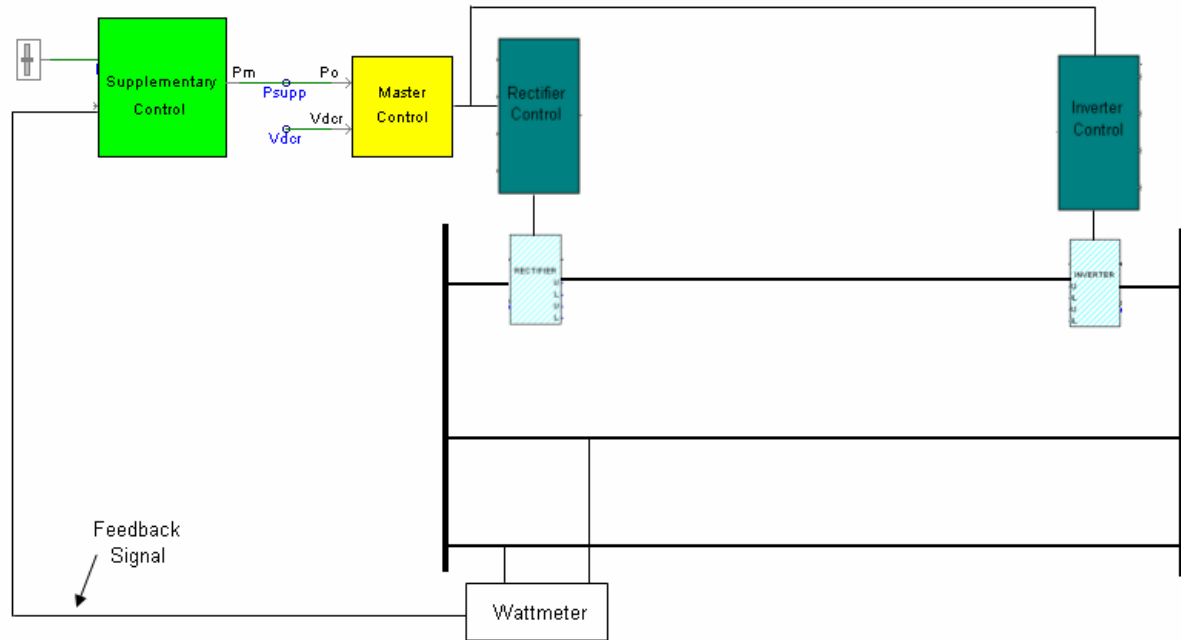 Supplementary
Control
Pm
Po
Psupp
Vdcr
Vdcr
Master
Control
Rectifier
Control
Inverter
Control
RECTIFIER
U
L
U
L
INVERTER
U
L
U
L
Feedback
Signal
Wattmeter